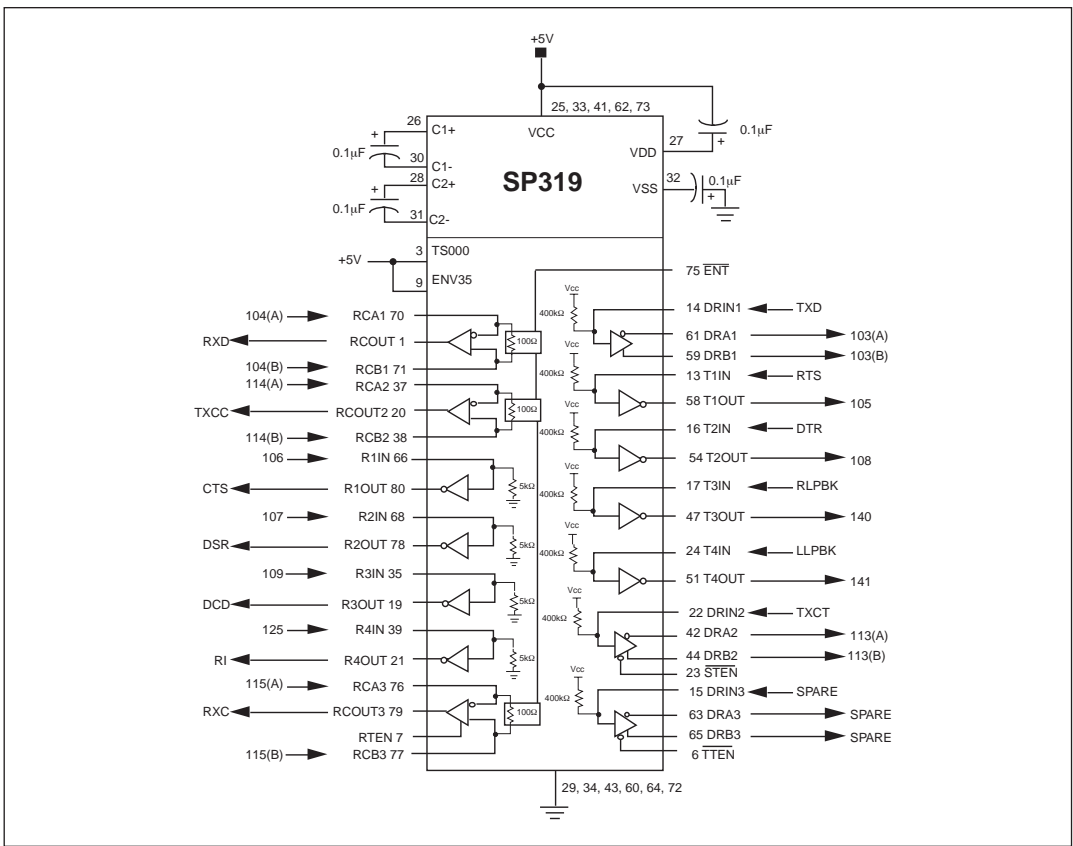 +5V
25, 33, 41, 62, 73
26
C1+
VCC
27
0.1µF
+
+
0.1µF
30
C1-
VDD
28
C2+
SP319
32
0.1µF
+
VSS
+
0.1µF
31
C2-
3
TS000
+5V
9
ENV35
75 ENT
Vcc
400kΩ
14 DRIN1
TXD
104(A)
RCA1 70
61 DRA1
103(A)
RXD
RCOUT 1
100Ω
59 DRB1
103(B)
104(B)
RCB1 71
Vcc
400kΩ
13 T1IN
RTS
114(A)
RCA2 37
58 T1OUT
105
TXCC
RCOUT2 20
100Ω
Vcc
400kΩ
16 T2IN
DTR
114(B)
RCB2 38
54 T2OUT
108
106
R1IN 66
5kΩ
Vcc
400kΩ
17 T3IN
RLPBK
CTS
R1OUT 80
47 T3OUT
140
107
R2IN 68
5kΩ
Vcc
400kΩ
24 T4IN
LLPBK
DSR
R2OUT 78
51 T4OUT
141
109
R3IN 35
5kΩ
DCD
R3OUT 19
Vcc
400kΩ
22 DRIN2
TXCT
125
R4IN 39
5kΩ
42 DRA2
113(A)
RI
R4OUT 21
44 DRB2
113(B)
23 STEN
115(A)
RCA3 76
Vcc
400kΩ
15 DRIN3
SPARE
RXC
RCOUT3 79
100Ω
63 DRA3
SPARE
RTEN 7
65 DRB3
SPARE
115(B)
RCB3 77
6 TTEN
29, 34, 43, 60, 64, 72